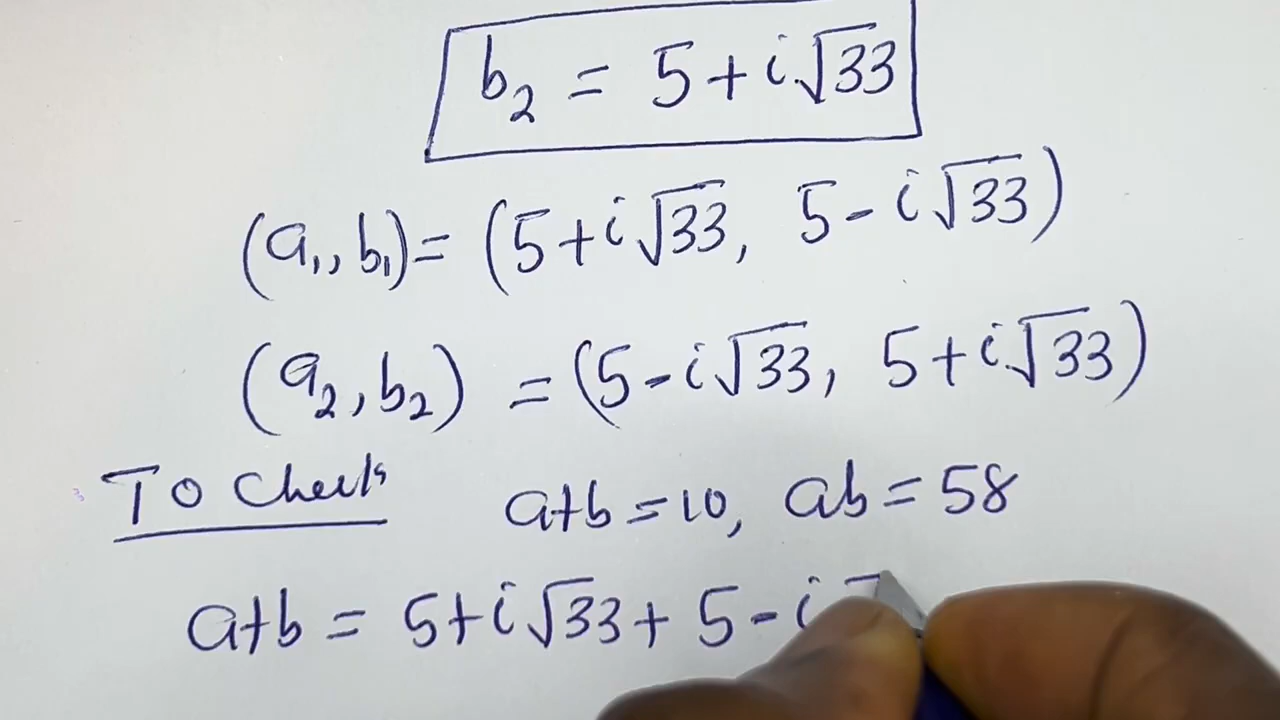 b₂ = 5+i√33
(a₁, b₁) = (5+i√33, 5-i√33)
(a₂, b₂) = (5-i√33, 5+i√33)
To Check a+b=10, ab=58
a+b = 5+i√33 + 5-i